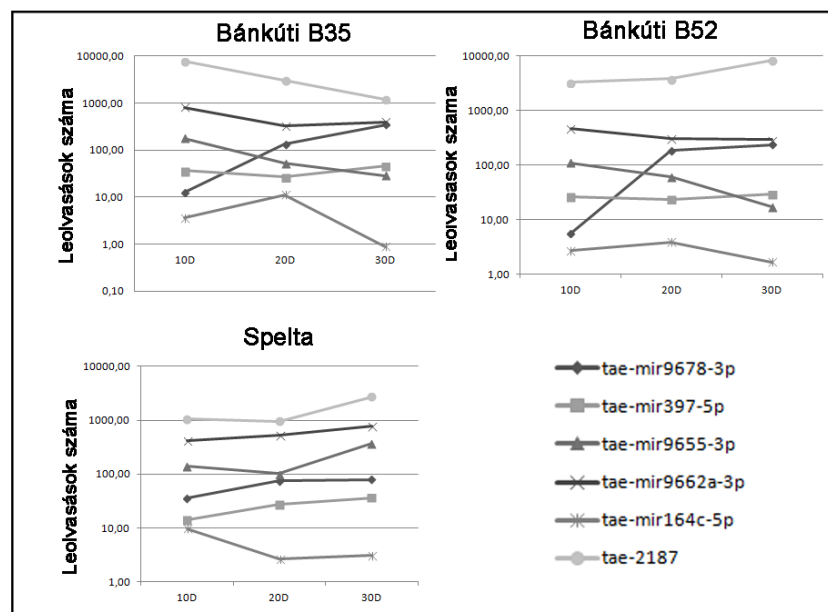 Bánkúti B35
Leolvasások száma
10000,00
1000,00
100,00
10,00
1,00
0,10
10D 20D 30D
Bánkúti B52
Leolvasasok szama
10000,00
1000,00
100,00
10,00
1,00
10D 20D 30D
Spelta
Leolvasások száma
10000,00
1000,00
100,00
10,00
1,00
10D 20D 30D
tae-mir9678-3p
tae-mir397-5p
tae-mir9655-3p
tae-mir9662a-3p
tae-mir164c-5p
tae-2187